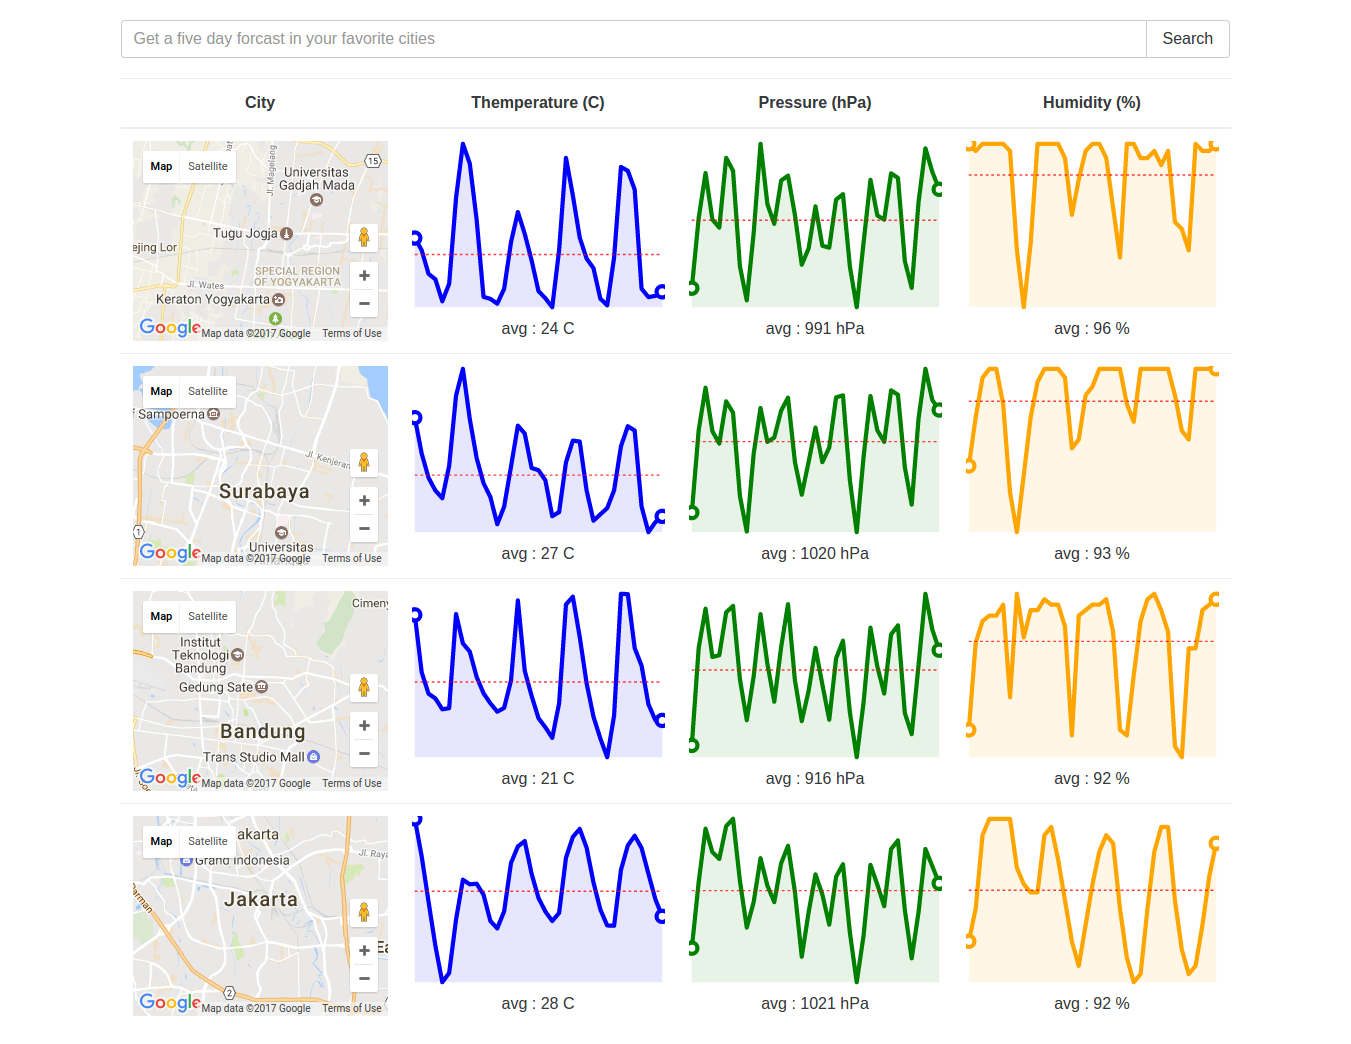 Get a five day forcast in your favorite cities
Search
City
Themperature (C)
Pressure (hPa)
Humidity (%)
Map
Satellite
Jl. Magelang
15
Universitas
Gadjah Mada
Tugu Jogja
ejing Lor
SPECIAL REGION
OF YOGYAKARTA
Jl. Wates
Keraton Yogyakarta
Google
Map data ©2017 Google
Terms of Use
avg : 24 C
avg : 991 hPa
avg : 96 %
Map
Satellite
Sampoerna
Jl. Kenjeran
Surabaya
1
Universitas
Google
Map data ©2017 Google
Terms of Use
avg : 27 C
avg : 1020 hPa
avg : 93 %
Map
Satellite
Cimeny
Institut
Teknologi
Bandung
Gedung Sate
Bandung
Trans Studio Mall
Google
Map data ©2017 Google
Terms of Use
avg : 21 C
avg : 916 hPa
avg : 92 %
Map
Satellite
akarta
Grand Indonesia
Jl. Raya
Jakarta
arman
Ea
2
Google
Map data ©2017 Google
Terms of Use
avg : 28 C
avg : 1021 hPa
avg : 92 %